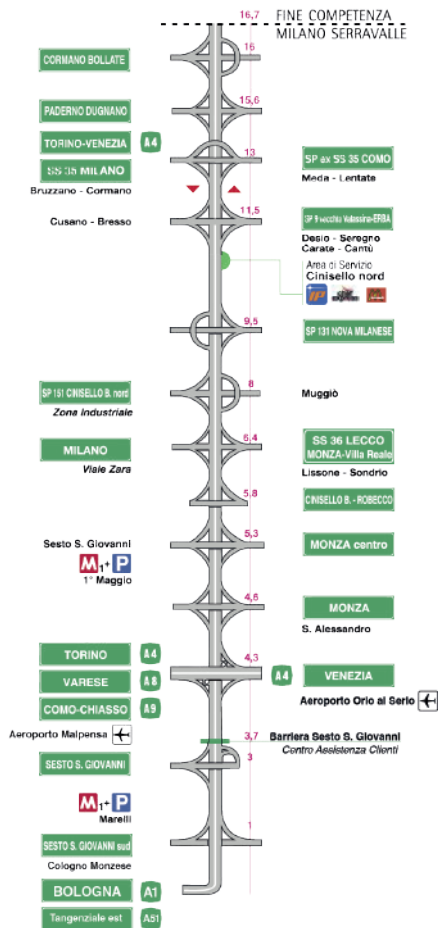 16,7 FINE COMPETENZA
MILANO SERRAVALLE
CORMANO BOLLATE
16
PADERNO DUGNANO
15,6
TORINO-VENEZIA A4
SS 35 MILANO
13
SP ex SS 35 COMO
Bruzzano - Cormano
Meda - Lentate
Cusano - Bresso
11,5
SP 9 vecchia Valassina-ERBA
Desio - Seregno
Carate - Cantù
Area di Servizio
Cinisello nord
IP
9,5
SP 131 NOVA MILANESE
SP 151 CINISELLO B. nord
8
Muggiò
Zona Industriale
MILANO
6,4
SS 36 LECCO
MONZA-Villa Reale
Viale Zara
Lissone - Sondrio
5,8
CINISELLO B. - ROBECCO
Sesto S. Giovanni
5,3
MONZA centro
M1+ P
1° Maggio
4,6
MONZA
S. Alessandro
TORINO A4
4,3
A4 VENEZIA
VARESE A8
COMO-CHIASSO A9
Aeroporto Orio al Serio
Aeroporto Malpensa
3,7
Barriera Sesto S. Giovanni
Centro Assistenza Clienti
SESTO S. GIOVANNI
3
M1+ P
Marelli
1
SESTO S. GIOVANNI sud
Cologno Monzese
BOLOGNA A1
Tangenziale est A51